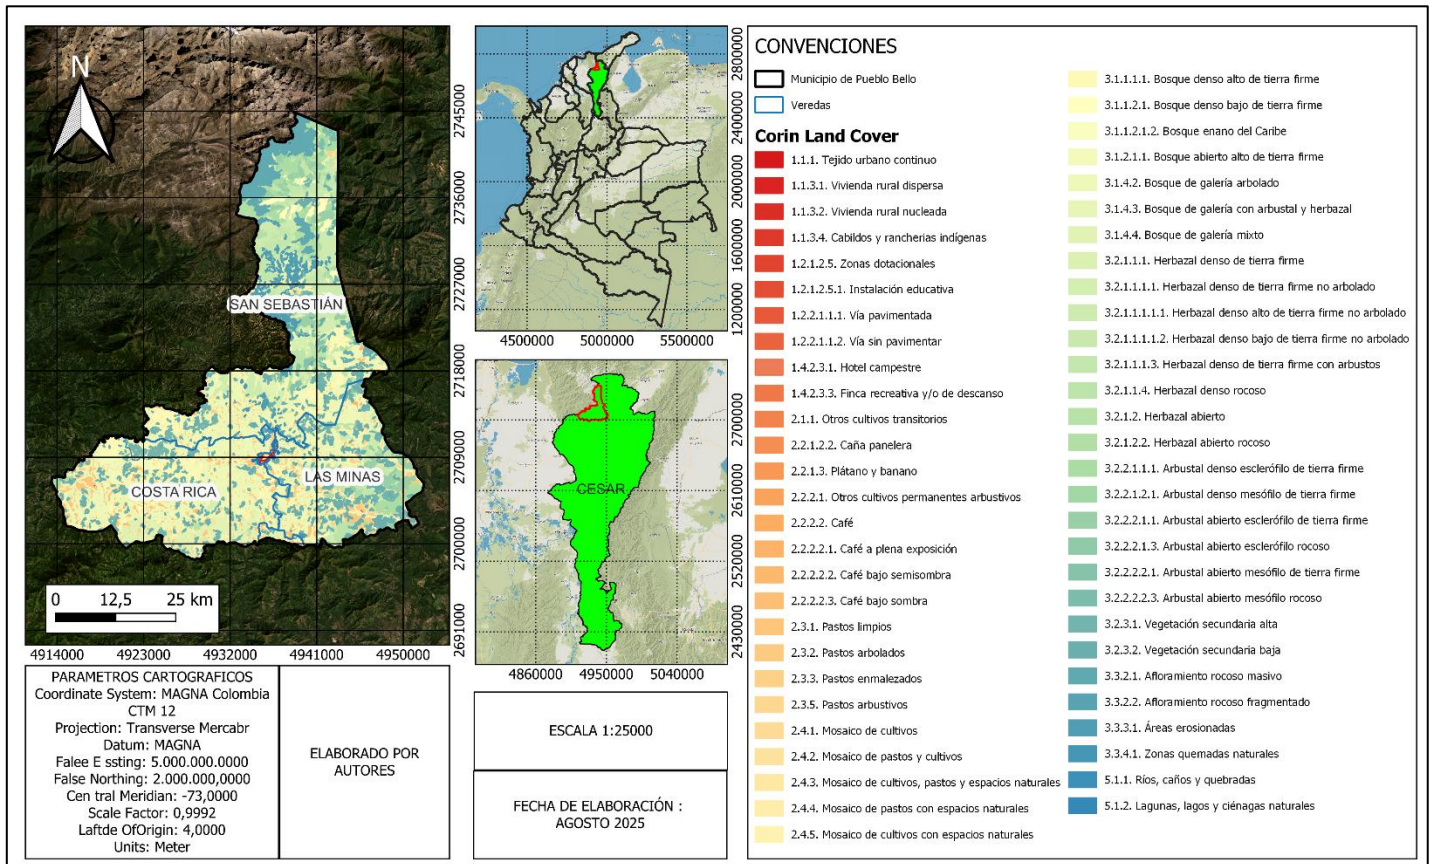 N
SAN SEBASTIÁN
COSTA RICA
LAS MINAS
0 12,5 25 km
4914000 4923000 4932000 4941000 4950000
2745000
2736000
2727000
2718000
2709000
2700000
2691000
PARAMETROS CARTOGRAFICOS
Coordinate System: MAGNA Colombia
CTM 12
Projection: Transverse Mercabr
Datum: MAGNA
Falee E ssting: 5.000.000.0000
False Northing: 2.000.000,0000
Cen tral Meridian: -73,0000
Scale Factor: 0,9992
Laftde OfOrigin: 4,0000
Units: Meter
ELABORADO POR
AUTORES
2800000
2400000
2000000
1600000
1200000
4500000 5000000 5500000
CESAR
2700000
2610000
2520000
2430000
4860000 4950000 5040000
ESCALA 1:25000
FECHA DE ELABORACIÓN :
AGOSTO 2025
CONVENCIONES
Municipio de Pueblo Bello
Veredas
Corin Land Cover
1.1.1. Tejido urbano continuo
1.1.3.1. Vivienda rural dispersa
1.1.3.2. Vivienda rural nucleada
1.1.3.4. Cabildos y rancherias indígenas
1.2.1.2.5. Zonas dotacionales
1.2.1.2.5.1. Instalación educativa
1.2.2.1.1.1. Vía pavimentada
1.2.2.1.1.2. Vía sin pavimentar
1.4.2.3.1. Hotel campestre
1.4.2.3.3. Finca recreativa y/o de descanso
2.1.1. Otros cultivos transitorios
2.2.1.2.2. Caña panelera
2.2.1.3. Plátano y banano
2.2.2.1. Otros cultivos permanentes arbustivos
2.2.2.2. Café
2.2.2.2.1. Café a plena exposición
2.2.2.2.2. Café bajo semisombra
2.2.2.2.3. Café bajo sombra
2.3.1. Pastos limpios
2.3.2. Pastos arbolados
2.3.3. Pastos enmalezados
2.3.5. Pastos arbustivos
2.4.1. Mosaico de cultivos
2.4.2. Mosaico de pastos y cultivos
2.4.3. Mosaico de cultivos, pastos y espacios naturales
2.4.4. Mosaico de pastos con espacios naturales
2.4.5. Mosaico de cultivos con espacios naturales
3.1.1.1.1. Bosque denso alto de tierra firme
3.1.1.2.1. Bosque denso bajo de tierra firme
3.1.1.2.1.2. Bosque enano del Caribe
3.1.2.1.1. Bosque abierto alto de tierra firme
3.1.4.2. Bosque de galería arbolado
3.1.4.3. Bosque de galería con arbustal y herbazal
3.1.4.4. Bosque de galería mixto
3.2.1.1.1. Herbazal denso de tierra firme
3.2.1.1.1.1. Herbazal denso de tierra firme no arbolado
3.2.1.1.1.1.1. Herbazal denso alto de tierra firme no arbolado
3.2.1.1.1.1.2. Herbazal denso bajo de tierra firme no arbolado
3.2.1.1.1.3. Herbazal denso de tierra firme con arbustos
3.2.1.1.4. Herbazal denso rocoso
3.2.1.2. Herbazal abierto
3.2.1.2.2. Herbazal abierto rocoso
3.2.2.1.1.1. Arbustal denso esclerófilo de tierra firme
3.2.2.1.2.1. Arbustal denso mesófilo de tierra firme
3.2.2.2.1.1. Arbustal abierto esclerófilo de tierra firme
3.2.2.2.1.3. Arbustal abierto esclerófilo rocoso
3.2.2.2.2.1. Arbustal abierto mesófilo de tierra firme
3.2.2.2.2.3. Arbustal abierto mesófilo rocoso
3.2.3.1. Vegetación secundaria alta
3.2.3.2. Vegetación secundaria baja
3.3.2.1. Afloramiento rocoso masivo
3.3.2.2. Afloramiento rocoso fragmentado
3.3.3.1. Áreas erosionadas
3.3.4.1. Zonas quemadas naturales
5.1.1. Ríos, caños y quebradas
5.1.2. Lagunas, lagos y ciénagas naturales